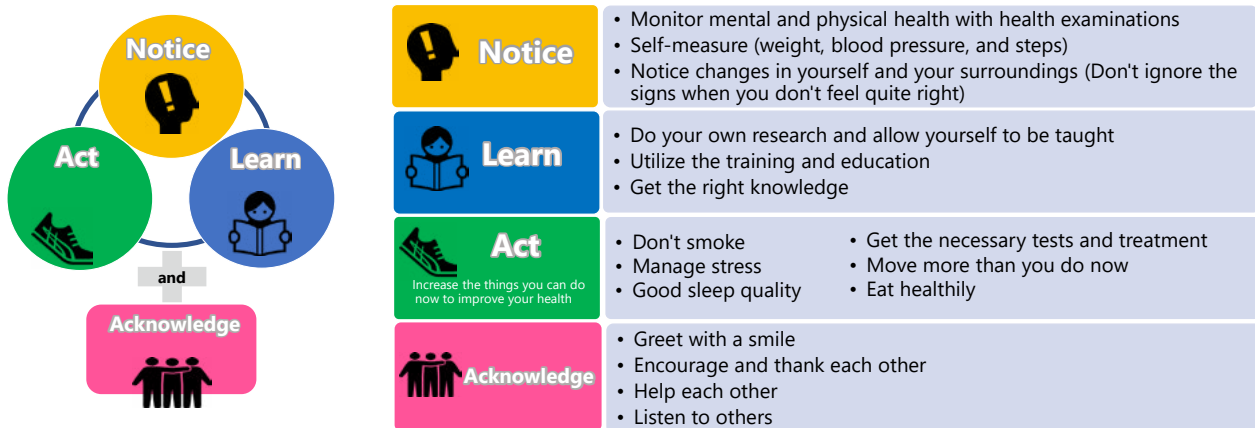 Notice
Act
Learn
and
Acknowledge
Notice
• Monitor mental and physical health with health examinations
• Self-measure (weight, blood pressure, and steps)
• Notice changes in yourself and your surroundings (Don't ignore the
signs when you don't feel quite right)
Learn
• Do your own research and allow yourself to be taught
• Utilize the training and education
• Get the right knowledge
Act
Increase the things you can do
now to improve your health
• Don't smoke
• Manage stress
• Good sleep quality
• Get the necessary tests and treatment
• Move more than you do now
• Eat healthily
Acknowledge
• Greet with a smile
• Encourage and thank each other
• Help each other
• Listen to others